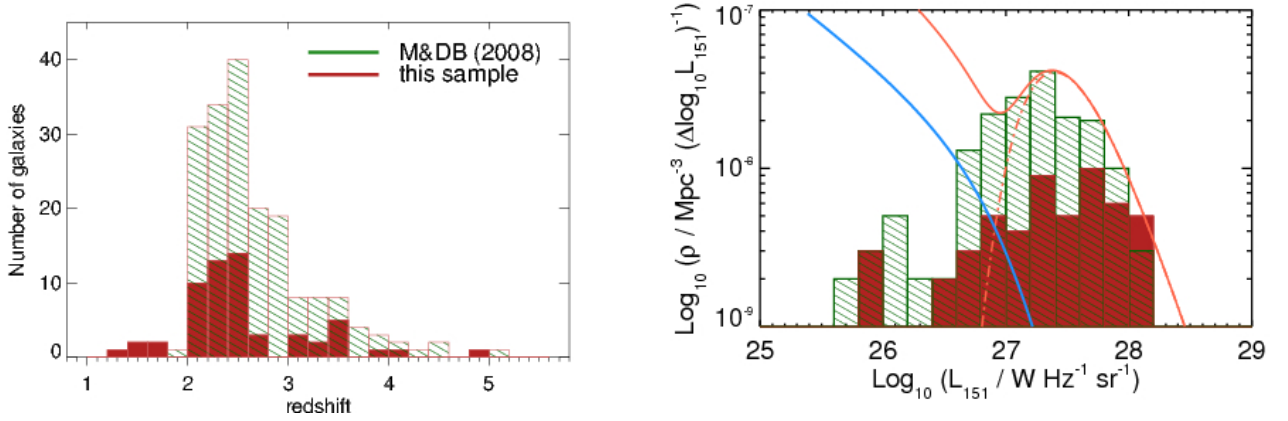 M&DB (2008)
this sample
Number of galaxies
40
30
20
10
0
1 2 3 4 5
redshift
Log₁₀ (ρ / Mpc⁻³ (Δlog₁₀L₁₅₁)⁻¹)
10⁻⁷
10⁻⁸
10⁻⁹
25 26 27 28 29
Log₁₀ (L₁₅₁ / W Hz⁻¹ sr⁻¹)